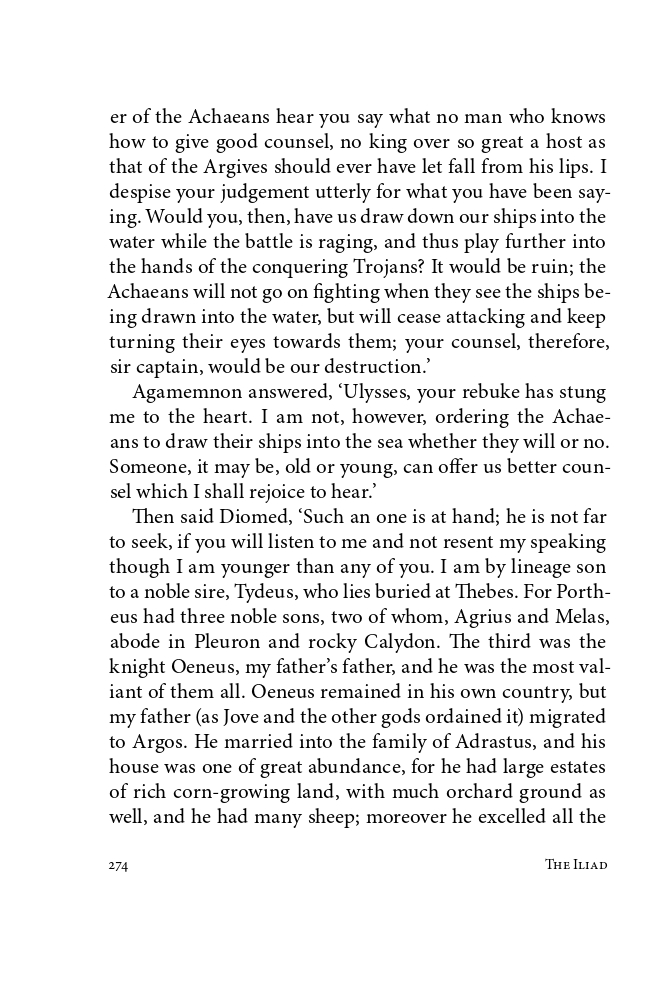 er of the Achaeans hear you say what no man who knows
how to give good counsel, no king over so great a host as
that of the Argives should ever have let fall from his lips. I
despise your judgement utterly for what you have been say-
ing. Would you, then, have us draw down our ships into the
water while the battle is raging, and thus play further into
the hands of the conquering Trojans? It would be ruin; the
Achaeans will not go on fighting when they see the ships be-
ing drawn into the water, but will cease attacking and keep
turning their eyes towards them; your counsel, therefore,
sir captain, would be our destruction.’
Agamemnon answered, ‘Ulysses, your rebuke has stung
me to the heart. I am not, however, ordering the Achae-
ans to draw their ships into the sea whether they will or no.
Someone, it may be, old or young, can offer us better coun-
sel which I shall rejoice to hear.’
Then said Diomed, ‘Such an one is at hand; he is not far
to seek, if you will listen to me and not resent my speaking
though I am younger than any of you. I am by lineage son
to a noble sire, Tydeus, who lies buried at Thebes. For Porth-
eus had three noble sons, two of whom, Agrius and Melas,
abode in Pleuron and rocky Calydon. The third was the
knight Oeneus, my father’s father, and he was the most val-
iant of them all. Oeneus remained in his own country, but
my father (as Jove and the other gods ordained it) migrated
to Argos. He married into the family of Adrastus, and his
house was one of great abundance, for he had large estates
of rich corn-growing land, with much orchard ground as
well, and he had many sheep; moreover he excelled all the
274 The Iliad